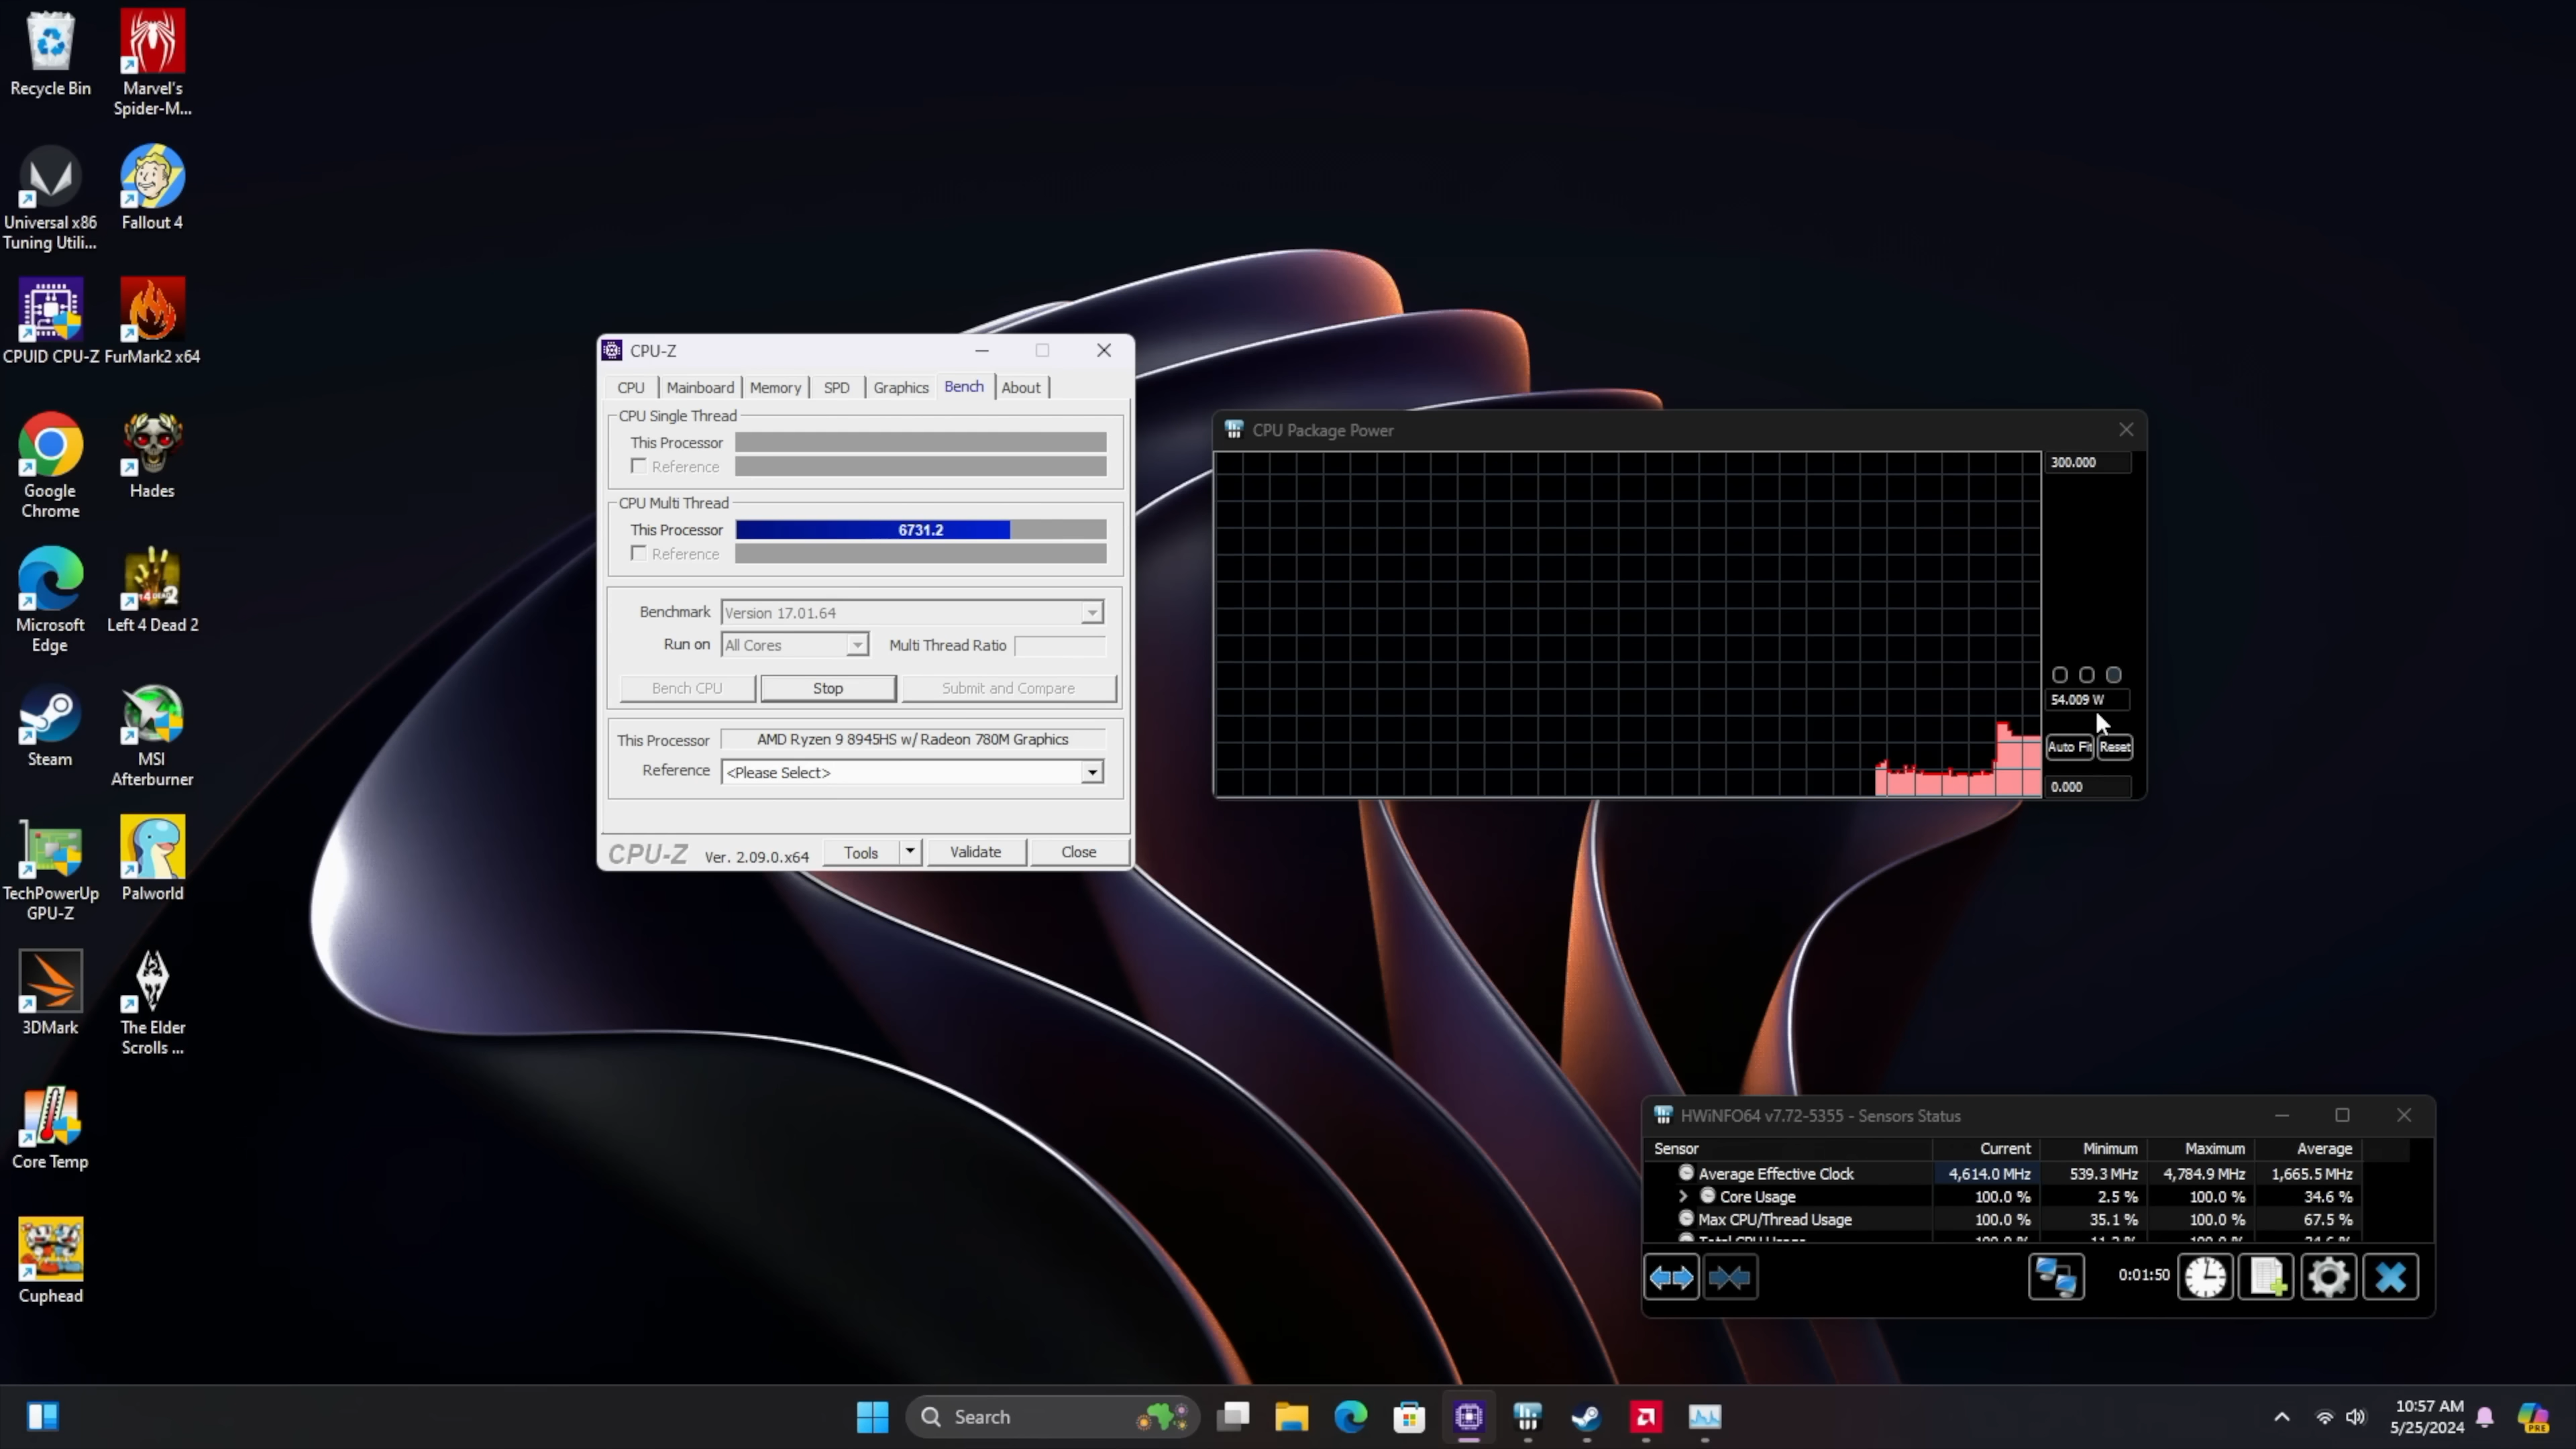 Recycle Bin
Marvel's
Spider-M...
Universal x86
Tuning Utili...
Fallout 4
CPUID CPU-Z
FurMark2 x64
Google
Chrome
Hades
Microsoft
Edge
Left 4 Dead 2
Steam
MSI
Afterburner
TechPowerUp
GPU-Z
Palworld
3DMark
The Elder
Scrolls ...
Core Temp
Cuphead
CPU-Z
CPU Mainboard Memory SPD Graphics Bench About
CPU Single Thread
This Processor
Reference
CPU Multi Thread
This Processor 6731.2
Reference
Benchmark Version 17.01.64
Run on All Cores Multi Thread Ratio
Bench CPU Stop Submit and Compare
This Processor AMD Ryzen 9 8945HS w/ Radeon 780M Graphics
Reference <Please Select>
CPU-Z Ver. 2.09.0.x64 Tools Validate Close
CPU Package Power
300.000
54.009 W
Auto Fit Reset
0.000
HWiNFO64 v7.72-5355 - Sensors Status
Sensor Current Minimum Maximum Average
Average Effective Clock 4,614.0 MHz 539.3 MHz 4,784.9 MHz 1,665.5 MHz
Core Usage 100.0 % 2.5 % 100.0 % 34.6 %
Max CPU/Thread Usage 100.0 % 35.1 % 100.0 % 67.5 %
0:01:50
Search
10:57 AM
5/25/2024
PRE